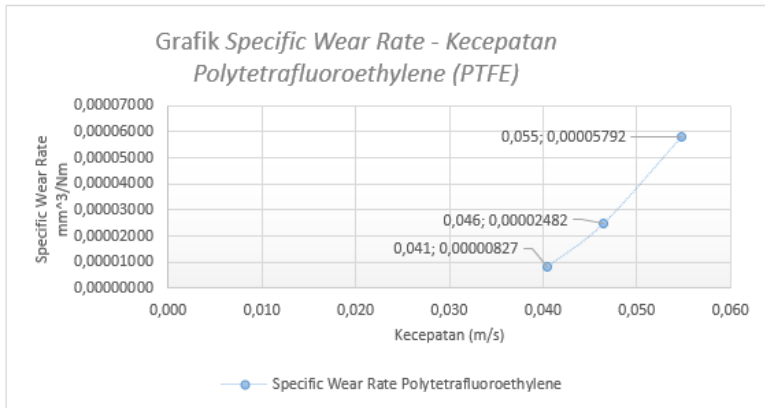 Grafik Specific Wear Rate - Kecepatan
Polytetrafluoroethylene (PTFE)
Specific Wear Rate
mm^3/Nm
0,00007000
0,00006000
0,00005000
0,00004000
0,00003000
0,00002000
0,00001000
0,00000000
0,055; 0,00005792
0,046; 0,00002482
0,041; 0,00000827
0,000 0,010 0,020 0,030 0,040 0,050 0,060
Kecepatan (m/s)
Specific Wear Rate Polytetrafluoroethylene